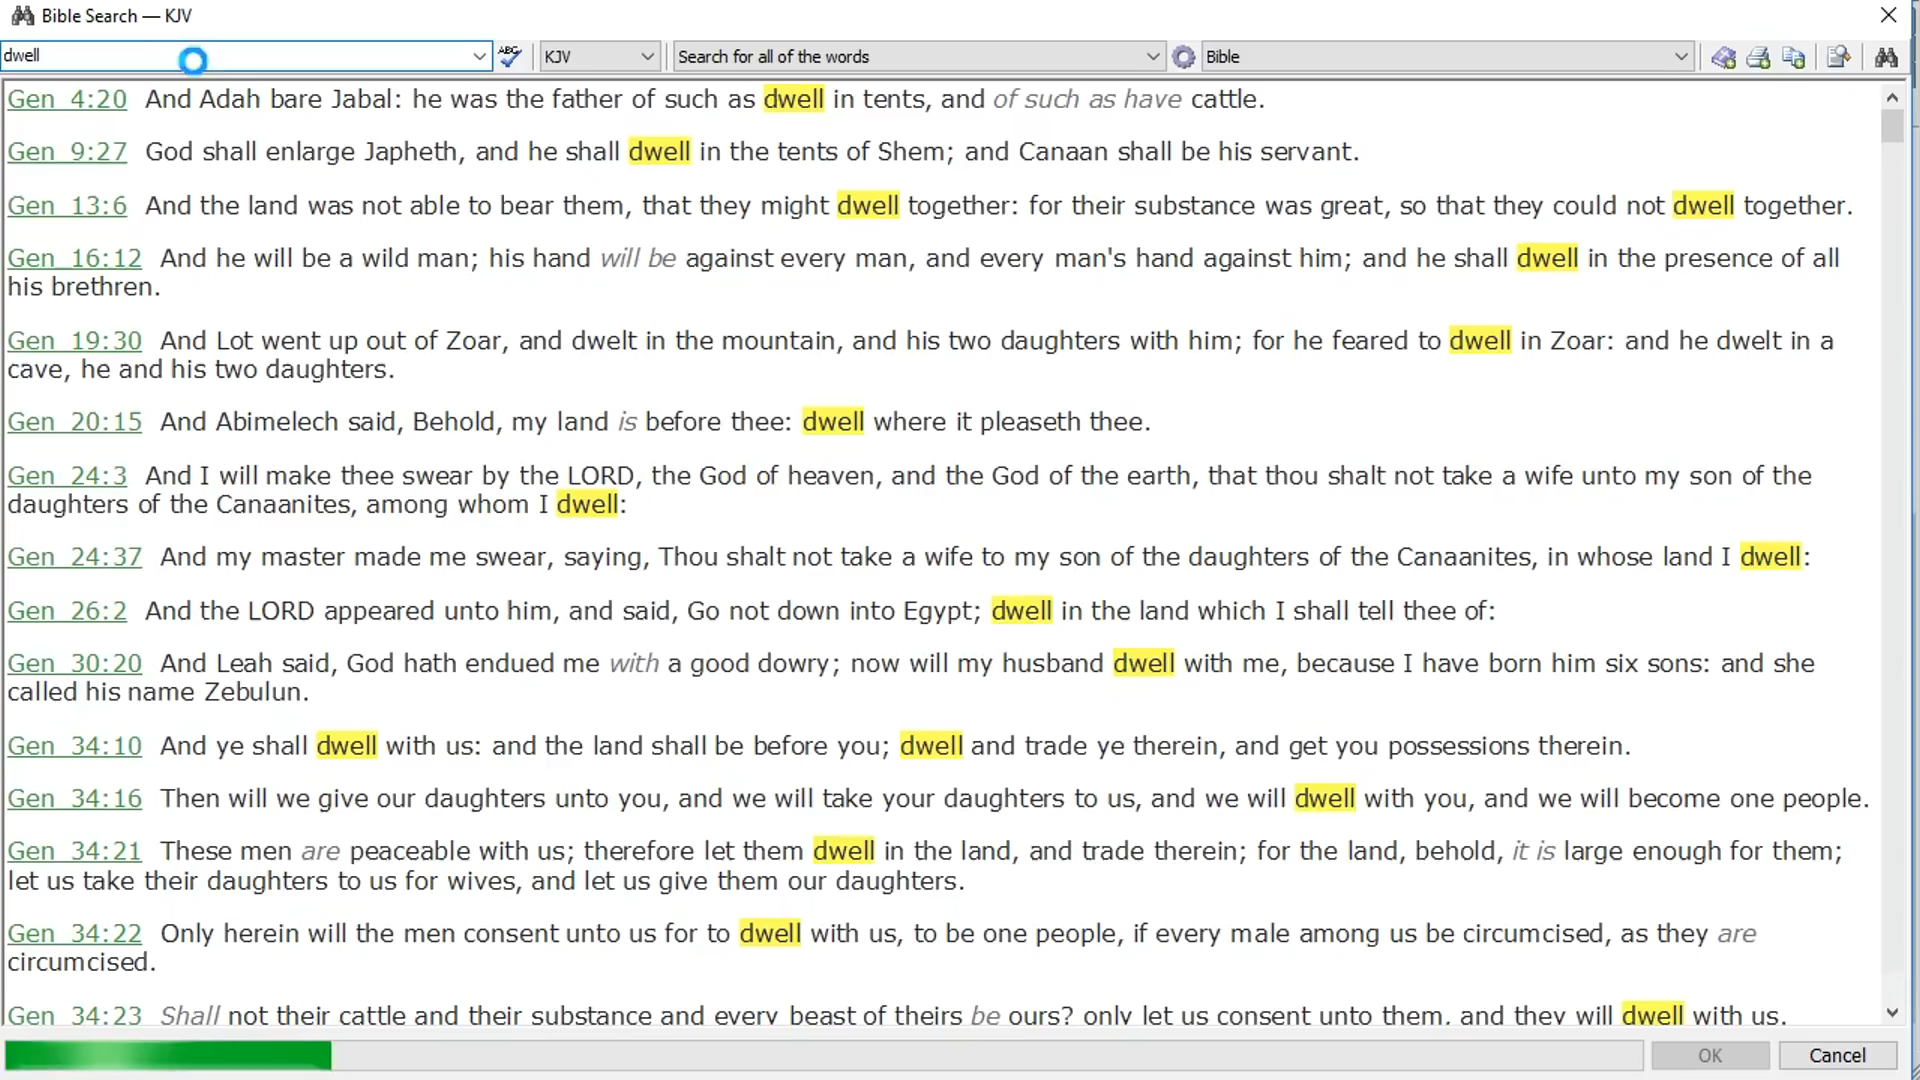 Bible Search — KJV
dwell
ABC
KJV
Search for all of the words
Bible
Gen 4:20 And Adah bare Jabal: he was the father of such as dwell in tents, and of such as have cattle.
Gen 9:27 God shall enlarge Japheth, and he shall dwell in the tents of Shem; and Canaan shall be his servant.
Gen 13:6 And the land was not able to bear them, that they might dwell together: for their substance was great, so that they could not dwell together.
Gen 16:12 And he will be a wild man; his hand will be against every man, and every man's hand against him; and he shall dwell in the presence of all
his brethren.
Gen 19:30 And Lot went up out of Zoar, and dwelt in the mountain, and his two daughters with him; for he feared to dwell in Zoar: and he dwelt in a
cave, he and his two daughters.
Gen 20:15 And Abimelech said, Behold, my land is before thee: dwell where it pleaseth thee.
Gen 24:3 And I will make thee swear by the LORD, the God of heaven, and the God of the earth, that thou shalt not take a wife unto my son of the
daughters of the Canaanites, among whom I dwell:
Gen 24:37 And my master made me swear, saying, Thou shalt not take a wife to my son of the daughters of the Canaanites, in whose land I dwell:
Gen 26:2 And the LORD appeared unto him, and said, Go not down into Egypt; dwell in the land which I shall tell thee of:
Gen 30:20 And Leah said, God hath endued me with a good dowry; now will my husband dwell with me, because I have born him six sons: and she
called his name Zebulun.
Gen 34:10 And ye shall dwell with us: and the land shall be before you; dwell and trade ye therein, and get you possessions therein.
Gen 34:16 Then will we give our daughters unto you, and we will take your daughters to us, and we will dwell with you, and we will become one people.
Gen 34:21 These men are peaceable with us; therefore let them dwell in the land, and trade therein; for the land, behold, it is large enough for them;
let us take their daughters to us for wives, and let us give them our daughters.
Gen 34:22 Only herein will the men consent unto us for to dwell with us, to be one people, if every male among us be circumcised, as they are
circumcised.
Gen 34:23 Shall not their cattle and their substance and every beast of theirs be ours? only let us consent unto them, and they will dwell with us.
OK
Cancel